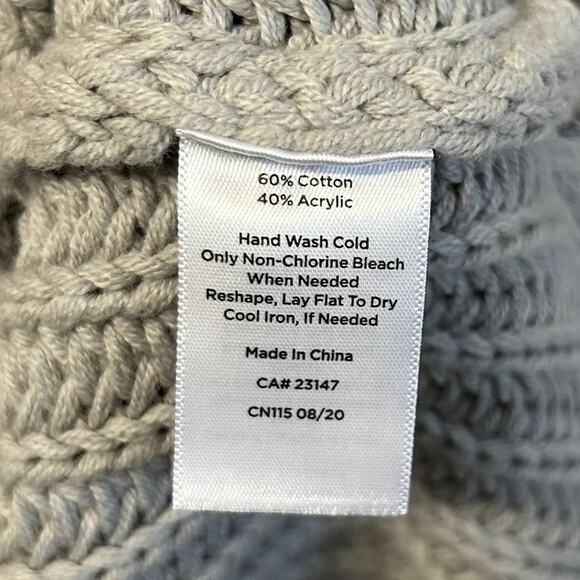 60% Cotton
40% Acrylic
Hand Wash Cold
Only Non-Chlorine Bleach
When Needed
Reshape, Lay Flat To Dry
Cool Iron, If Needed
Made In China
CA# 23147
CN115 08/20